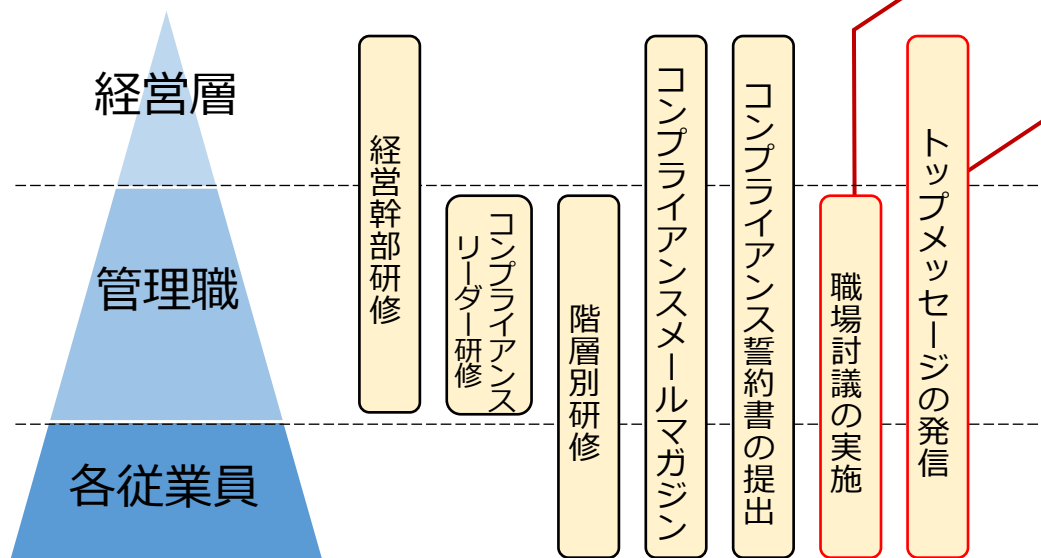 経営層
管理職
各従業員
経営幹部研修
コンプライアンス
リーダー研修
階層別研修
コンプライアンスメールマガジン
コンプライアンス誓約書の提出
職場討議の実施
トップメッセージの発信